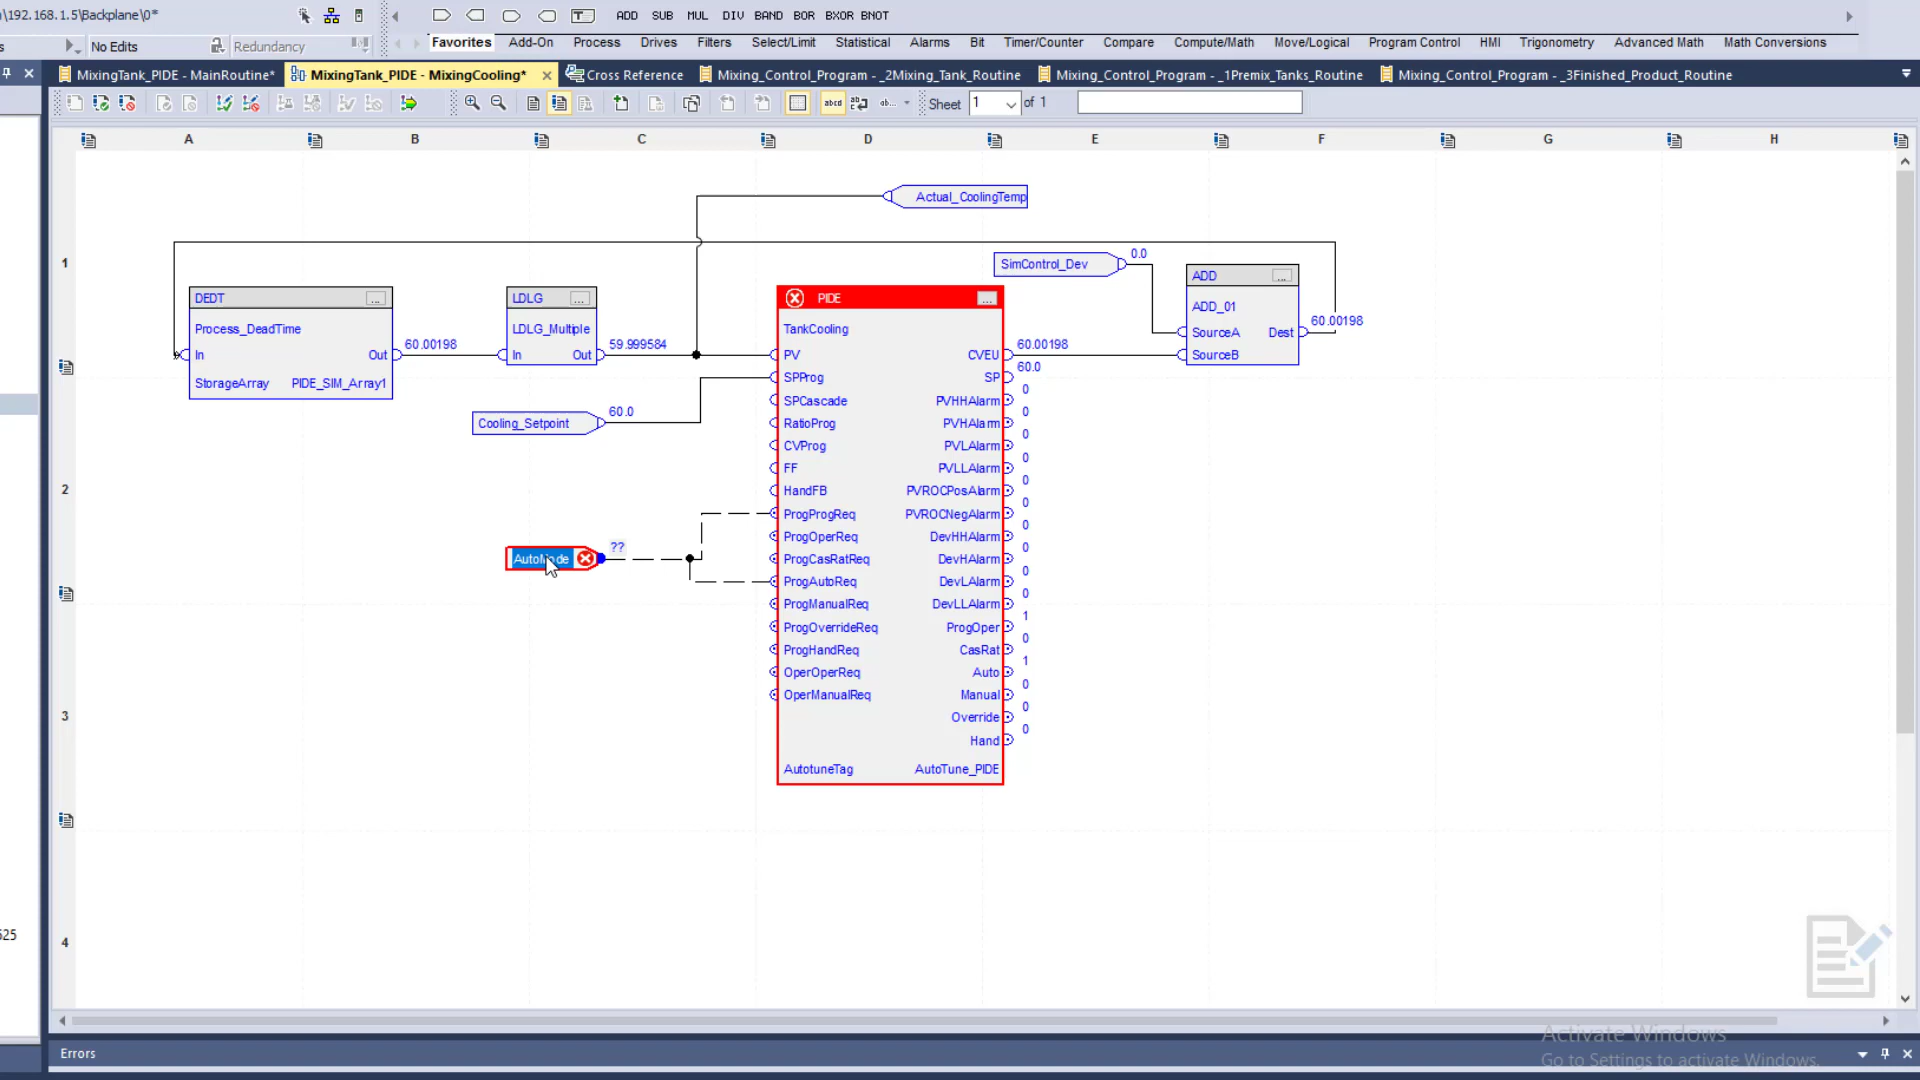 \192.168.1.5\Backplane\0*
ADD SUB MUL DIV BAND BOR BXOR BNOT
s No Edits Redundancy
Favorites Add-On Process Drives Filters Select/Limit Statistical Alarms Bit Timer/Counter Compare Compute/Math Move/Logical Program Control HMI Trigonometry Advanced Math Math Conversions
MixingTank_PIDE - MainRoutine* MixingTank_PIDE - MixingCooling* Cross Reference Mixing_Control_Program - _2Mixing_Tank_Routine Mixing_Control_Program - _1Premix_Tanks_Routine Mixing_Control_Program - _3Finished_Product_Routine
abcd ab... Sheet 1 of 1
A B C D E F G H
Actual_CoolingTemp
1 SimControl_Dev 0.0
ADD ...
DEDT ... LDLG ... PIDE ...
ADD_01
Process_DeadTime LDLG_Multiple TankCooling
60.00198
SourceA Dest
60.00198 59.999584 60.00198
In Out In Out PV CVEU SourceB
60.0
SPProg SP
StorageArray PIDE_SIM_Array1
0
SPCascade PVHHAlarm
60.0 0
Cooling_Setpoint RatioProg PVHAlarm
0
CVProg PVLAlarm
0
FF PVLLAlarm
0
2 HandFB PVROCPosAlarm
0
ProgProgReq PVROCNegAlarm
0
ProgOperReq DevHHAlarm
?? 0
AutoMode ProgCasRatReq DevHAlarm
0
ProgAutoReq DevLAlarm
0
ProgManualReq DevLLAlarm
1
ProgOverrideReq ProgOper
0
ProgHandReq CasRat
1
OperOperReq Auto
0
OperManualReq Manual
0
3 Override
0
Hand
AutotuneTag AutoTune_PIDE
525
4
Activate Windows
Go to Settings to activate Windows.
Errors